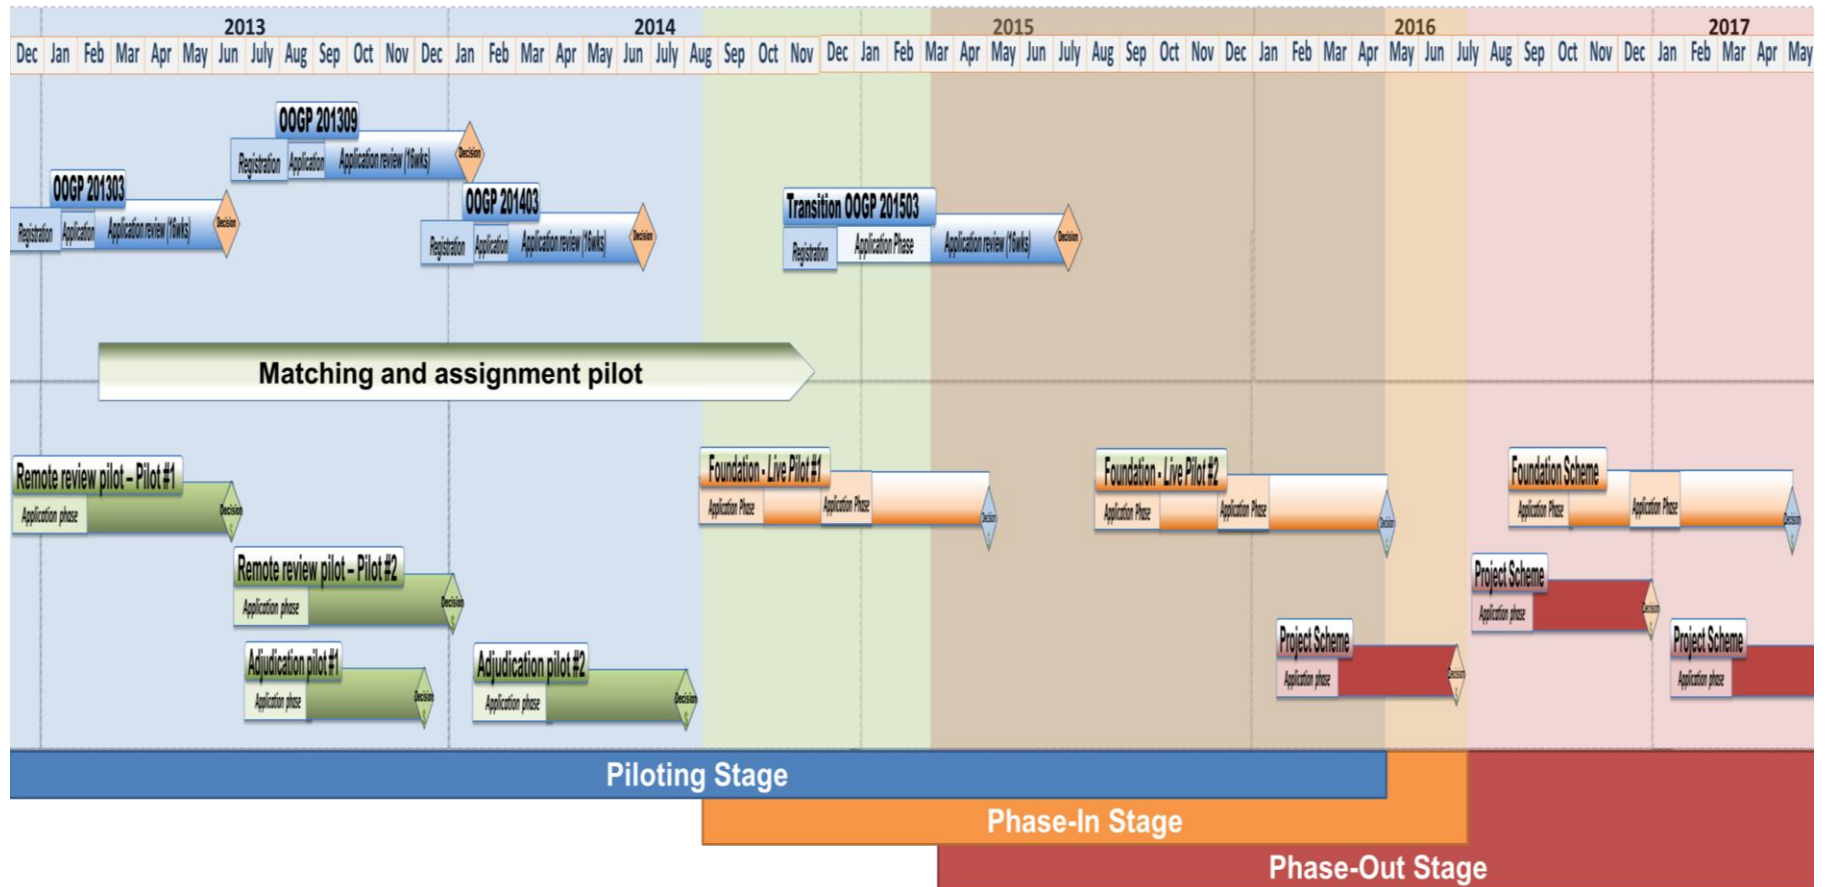 2013 2014 2015 2016 2017
Dec Jan Feb Mar Apr May Jun July Aug Sep Oct Nov Dec Jan Feb Mar Apr May Jun July Aug Sep Oct Nov Dec Jan Feb Mar Apr May Jun July Aug Sep Oct Nov Dec Jan Feb Mar Apr May Jun July Aug Sep Oct Nov Dec Jan Feb Mar Apr May
OOGP 201309
Registration Application Application review (16wks) Decision
OOGP 201303
Registration Application Application review (16wks) Decision
OOGP 201403
Registration Application Application review (16wks) Decision
Transition OOGP 201503
Registration Application Phase Application review (16wks) Decision
Matching and assignment pilot
Remote review pilot – Pilot #1
Application phase Decision
s
Foundation - Live Pilot #1
Application Phase Application Phase Decision
s
Foundation - Live Pilot #2
Application Phase Application Phase Decision
s
Foundation Scheme
Application Phase Application Phase Decision
s
Remote review pilot – Pilot #2
Application phase Decision
s
Project Scheme
Application phase Decision
s
Adjudication pilot #1
Application phase Decision
s
Adjudication pilot #2
Application phase Decision
s
Project Scheme
Application phase Decision
s
Project Scheme
Application phase
Piloting Stage
Phase-In Stage
Phase-Out Stage